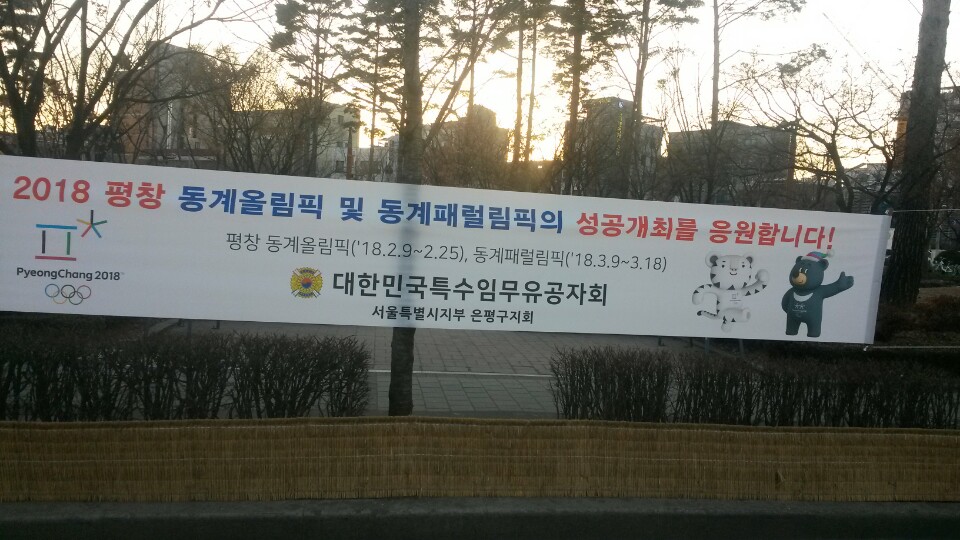 2018 평창 동계올림픽 및 동계패럴림픽의 성공개최를 응원합니다!
평창 동계올림픽('18.2.9~2.25), 동계패럴림픽('18.3.9~3.18)
PyeongChang 2018
대한민국특수임무유공자회
서울특별시지부 은평구지회